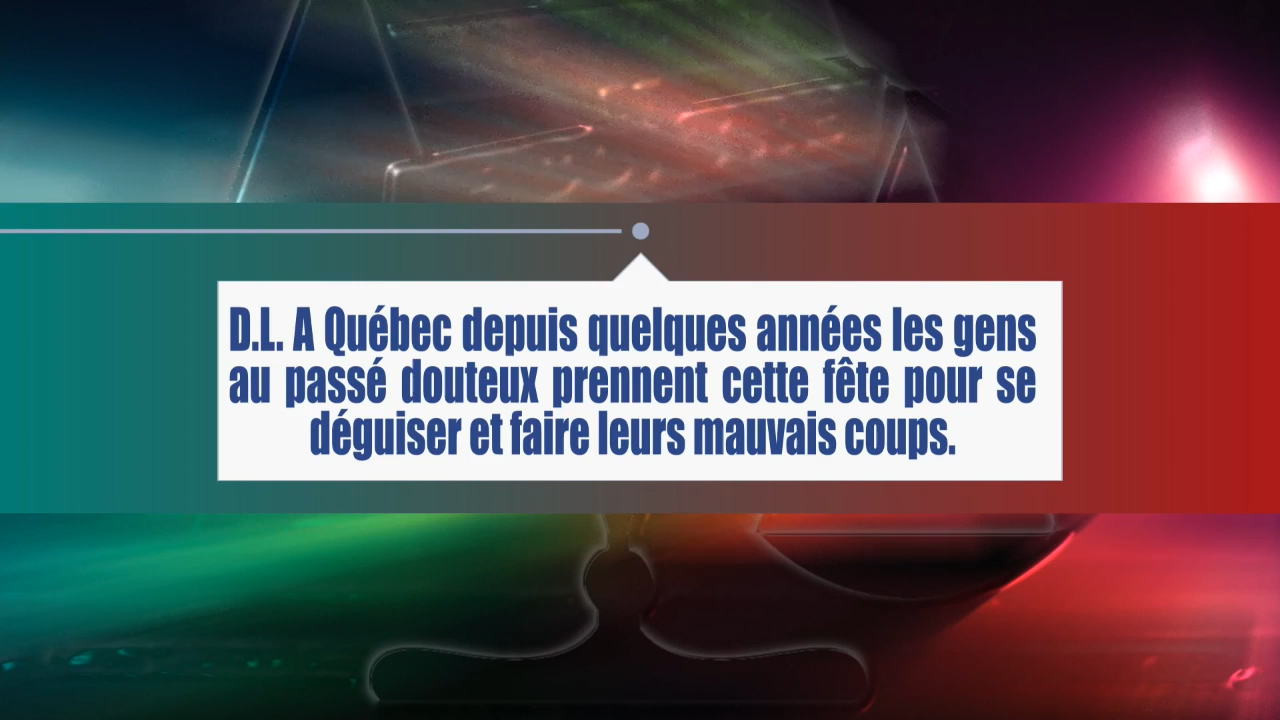 D.L. A Québec depuis quelques années les gens
au passé douteux prennent cette fête pour se
déguiser et faire leurs mauvais coups.